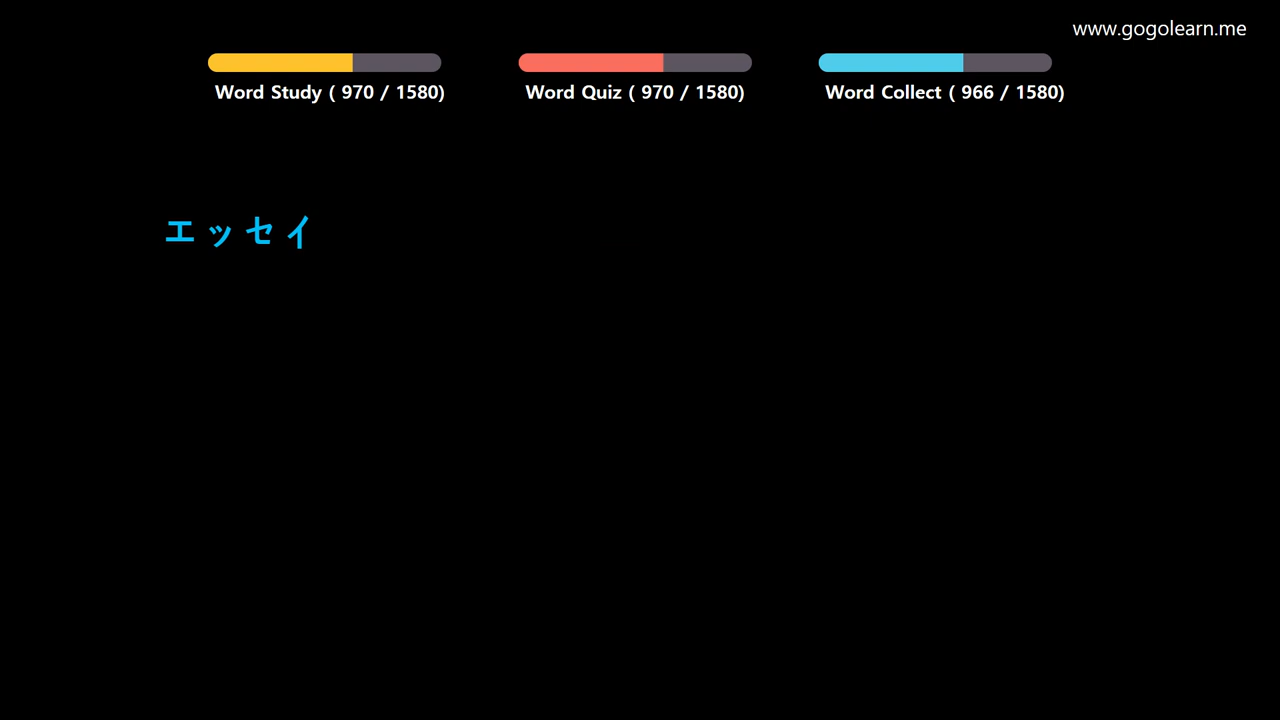 www.gogolearn.me
Word Study ( 970 / 1580)
Word Quiz ( 970 / 1580)
Word Collect ( 966 / 1580)
エッセイ